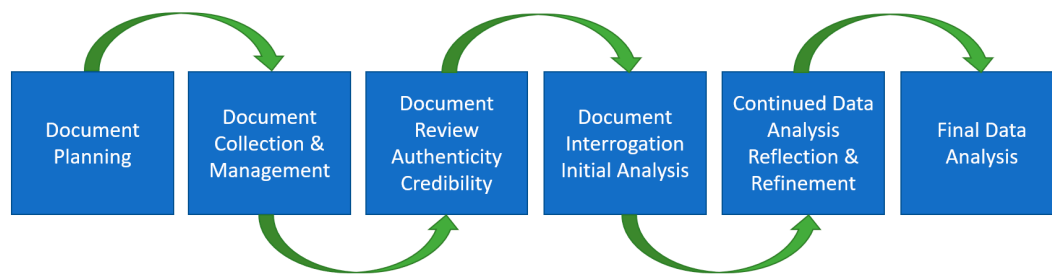 Document
Planning
Document
Collection &
Management
Document
Review
Authenticity
Credibility
Document
Interrogation
Initial Analysis
Continued Data
Analysis
Reflection &
Refinement
Final Data
Analysis